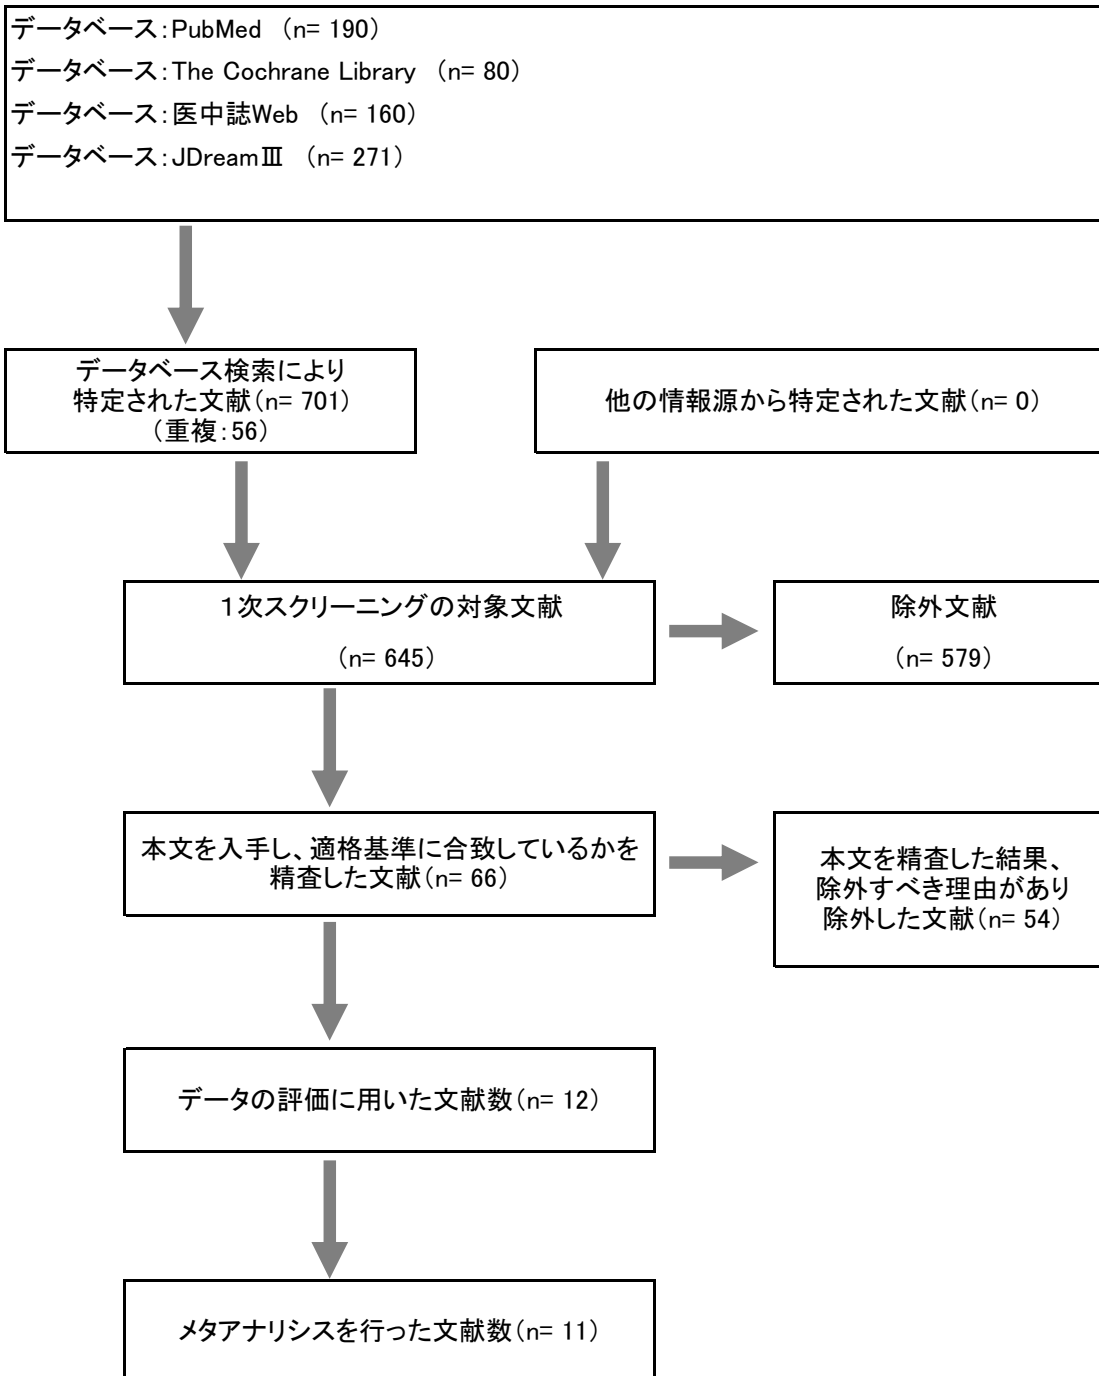 データベース：PubMed （n= 190）
データベース：The Cochrane Library （n= 80）
データベース：医中誌Web （n= 160）
データベース：JDreamⅢ （n= 271）
データベース検索により
特定された文献（n= 701）
（重複：56）
他の情報源から特定された文献（n= 0）
１次スクリーニングの対象文献
（n= 645）
除外文献
（n= 579）
本文を入手し、適格基準に合致しているかを
精査した文献（n= 66）
本文を精査した結果、
除外すべき理由があり
除外した文献（n= 54）
データの評価に用いた文献数（n= 12）
メタアナリシスを行った文献数（n= 11）